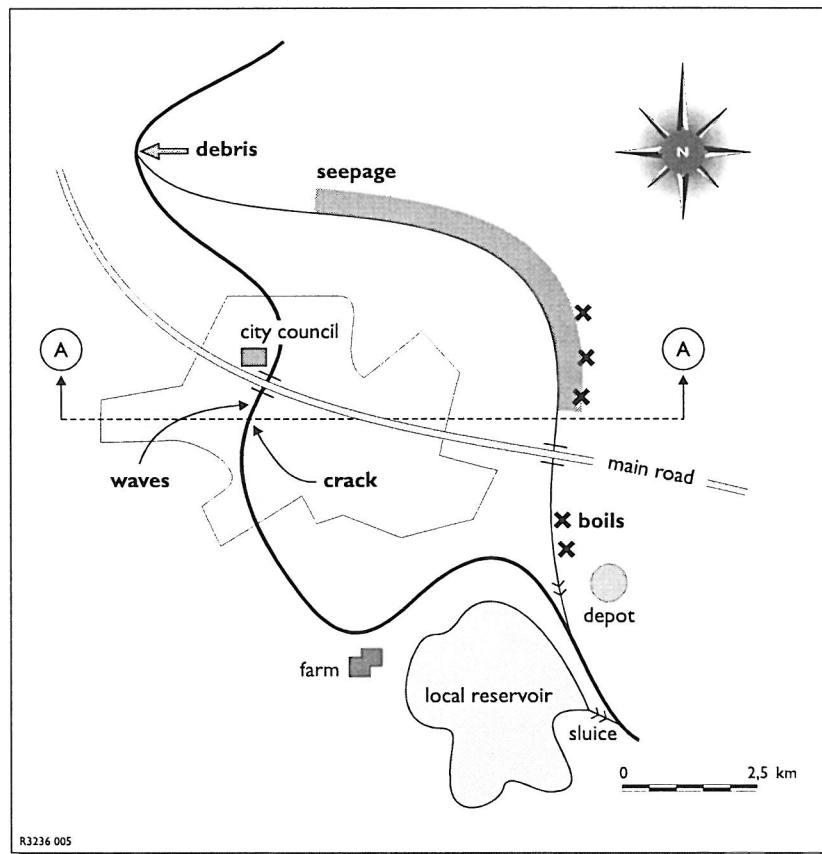 N
debris
seepage
city council
A
A
waves
crack
main road
boils
depot
farm
local reservoir
sluice
0 2,5 km
R3236 005